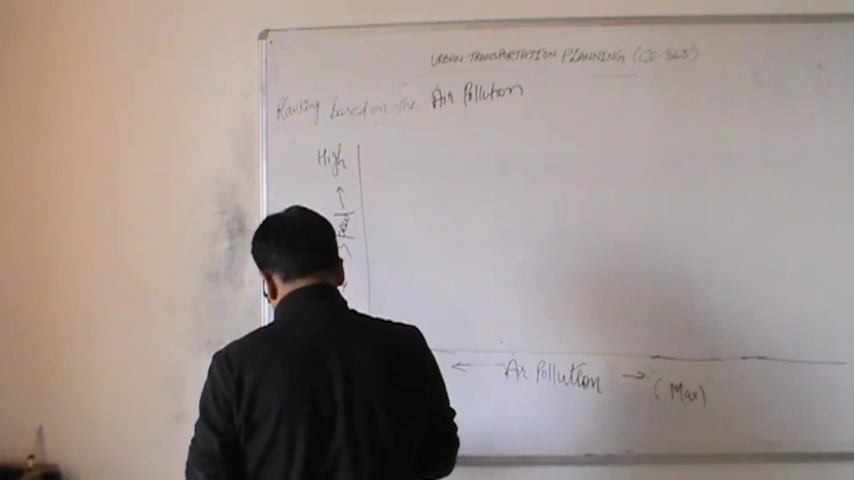 URBAN TRANSPORTATION PLANNING (CE-363)
Ranking based on the Air Pollution
High
Speed
Air Pollution
(Max)